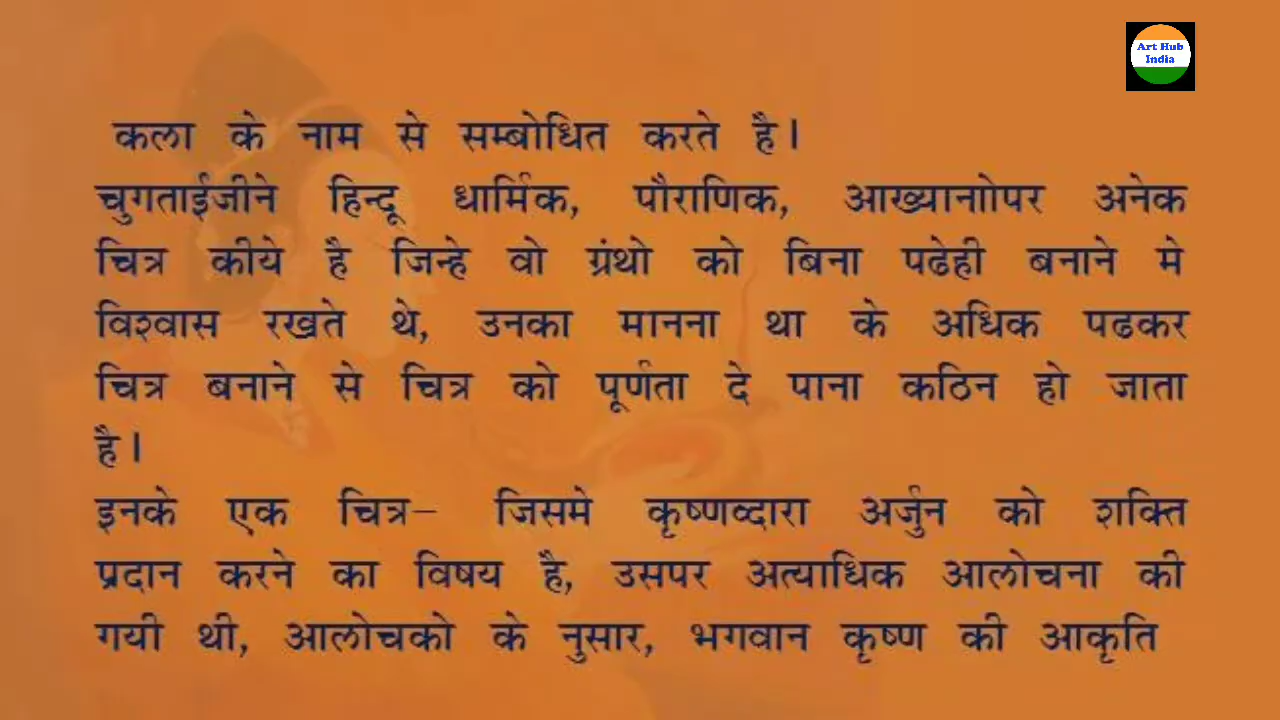 Art Hub
India
कला के नाम से सम्बोधित करते है।
चुगताईजीने हिन्दू धार्मिक, पौराणिक, आख्यानाोपर अनेक
चित्र कीये है जिन्हे वो ग्रंथो को बिना पढेही बनाने मे
विश्वास रखते थे, उनका मानना था के अधिक पढकर
चित्र बनाने से चित्र को पूर्णता दे पाना कठिन हो जाता
है।
इनके एक चित्र- जिसमे कृष्णव्दारा अर्जुन को शक्ति
प्रदान करने का विषय है, उसपर अत्याधिक आलोचना की
गयी थी, आलोचको के नुसार, भगवान कृष्ण की आकृति